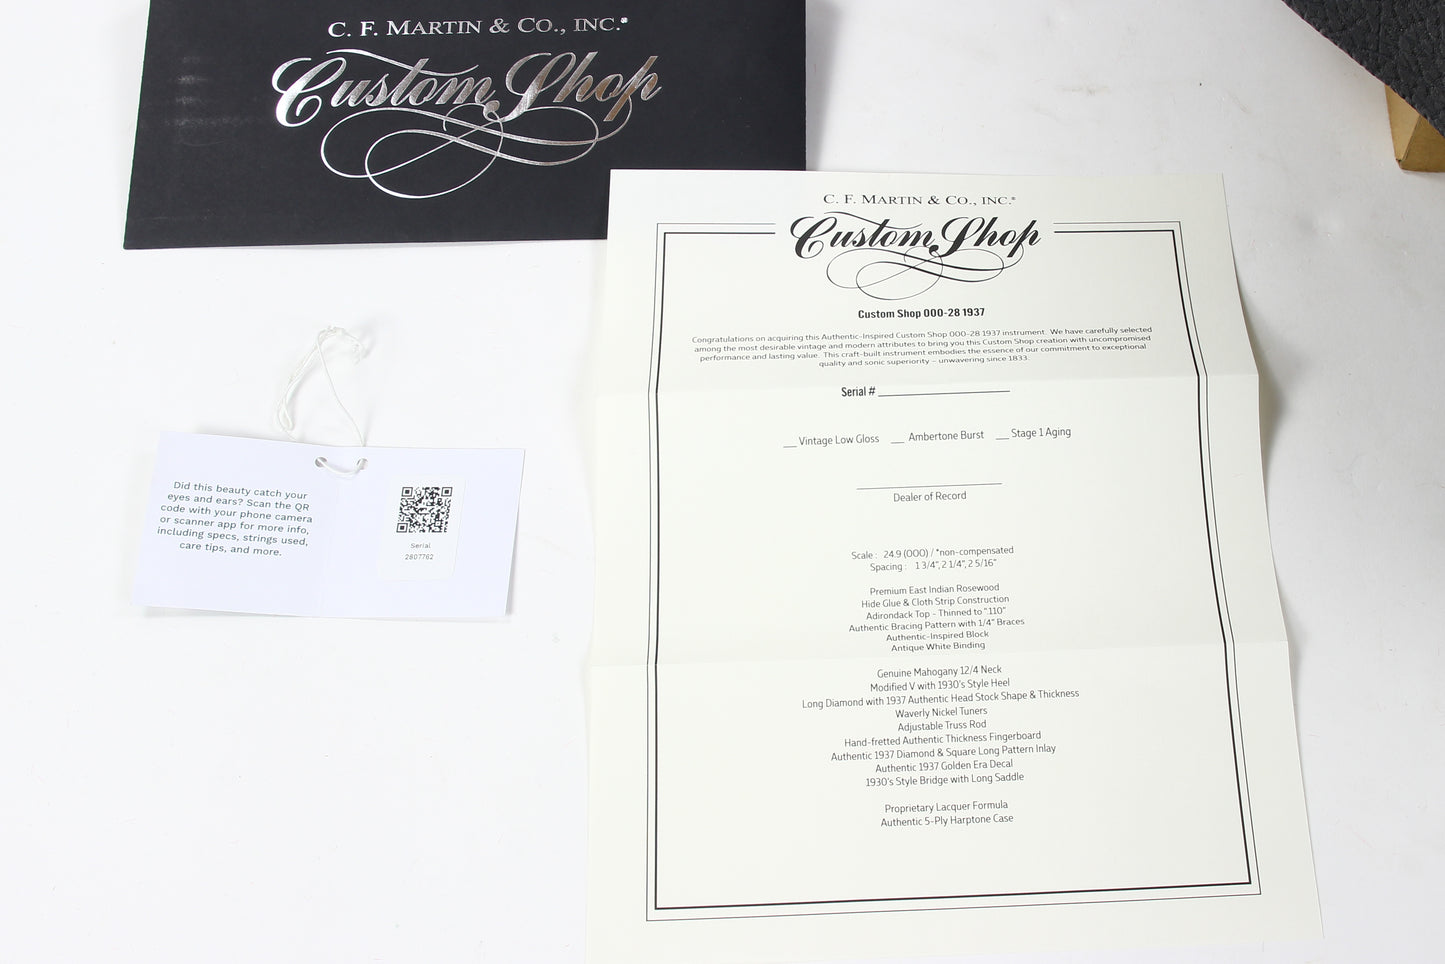 C. F. MARTIN & CO., INC.®
Custom Shop
C. F. MARTIN & CO., INC.®
Custom Shop
Custom Shop 000-28 1937
Congratulations on acquiring this Authentic-Inspired Custom Shop 000-28 1937 instrument. We have carefully selected
among the most desirable vintage and modern attributes to bring you this Custom Shop creation with uncompromised
performance and lasting value. This craft-built instrument embodies the essence of our commitment to exceptional
quality and sonic superiority – unwavering since 1833.
Serial # ____________
__ Vintage Low Gloss __ Ambertone Burst __ Stage 1 Aging
Dealer of Record
Scale : 24.9 (000) / *non-compensated
Spacing : 1 3/4", 2 1/4", 2 5/16"
Premium East Indian Rosewood
Hide Glue & Cloth Strip Construction
Adirondack Top - Thinned to ".110"
Authentic Bracing Pattern with 1/4" Braces
Authentic-Inspired Block
Antique White Binding
Genuine Mahogany 12/4 Neck
Modified V with 1930's Style Heel
Long Diamond with 1937 Authentic Head Stock Shape & Thickness
Waverly Nickel Tuners
Adjustable Truss Rod
Hand-fretted Authentic Thickness Fingerboard
Authentic 1937 Diamond & Square Long Pattern Inlay
Authentic 1937 Golden Era Decal
1930's Style Bridge with Long Saddle
Proprietary Lacquer Formula
Authentic 5-Ply Harptone Case
Did this beauty catch your
eyes and ears? Scan the QR
code with your phone camera
or scanner app for more info,
including specs, strings used,
care tips, and more.
Serial
2807762